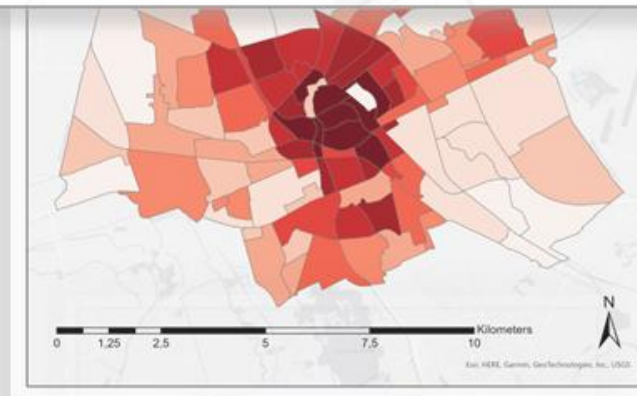 N
Kilometers
0 1,25 2,5 5 7,5 10
Esri, HERE, Garmin, GeoTechnologies, Inc., USGS